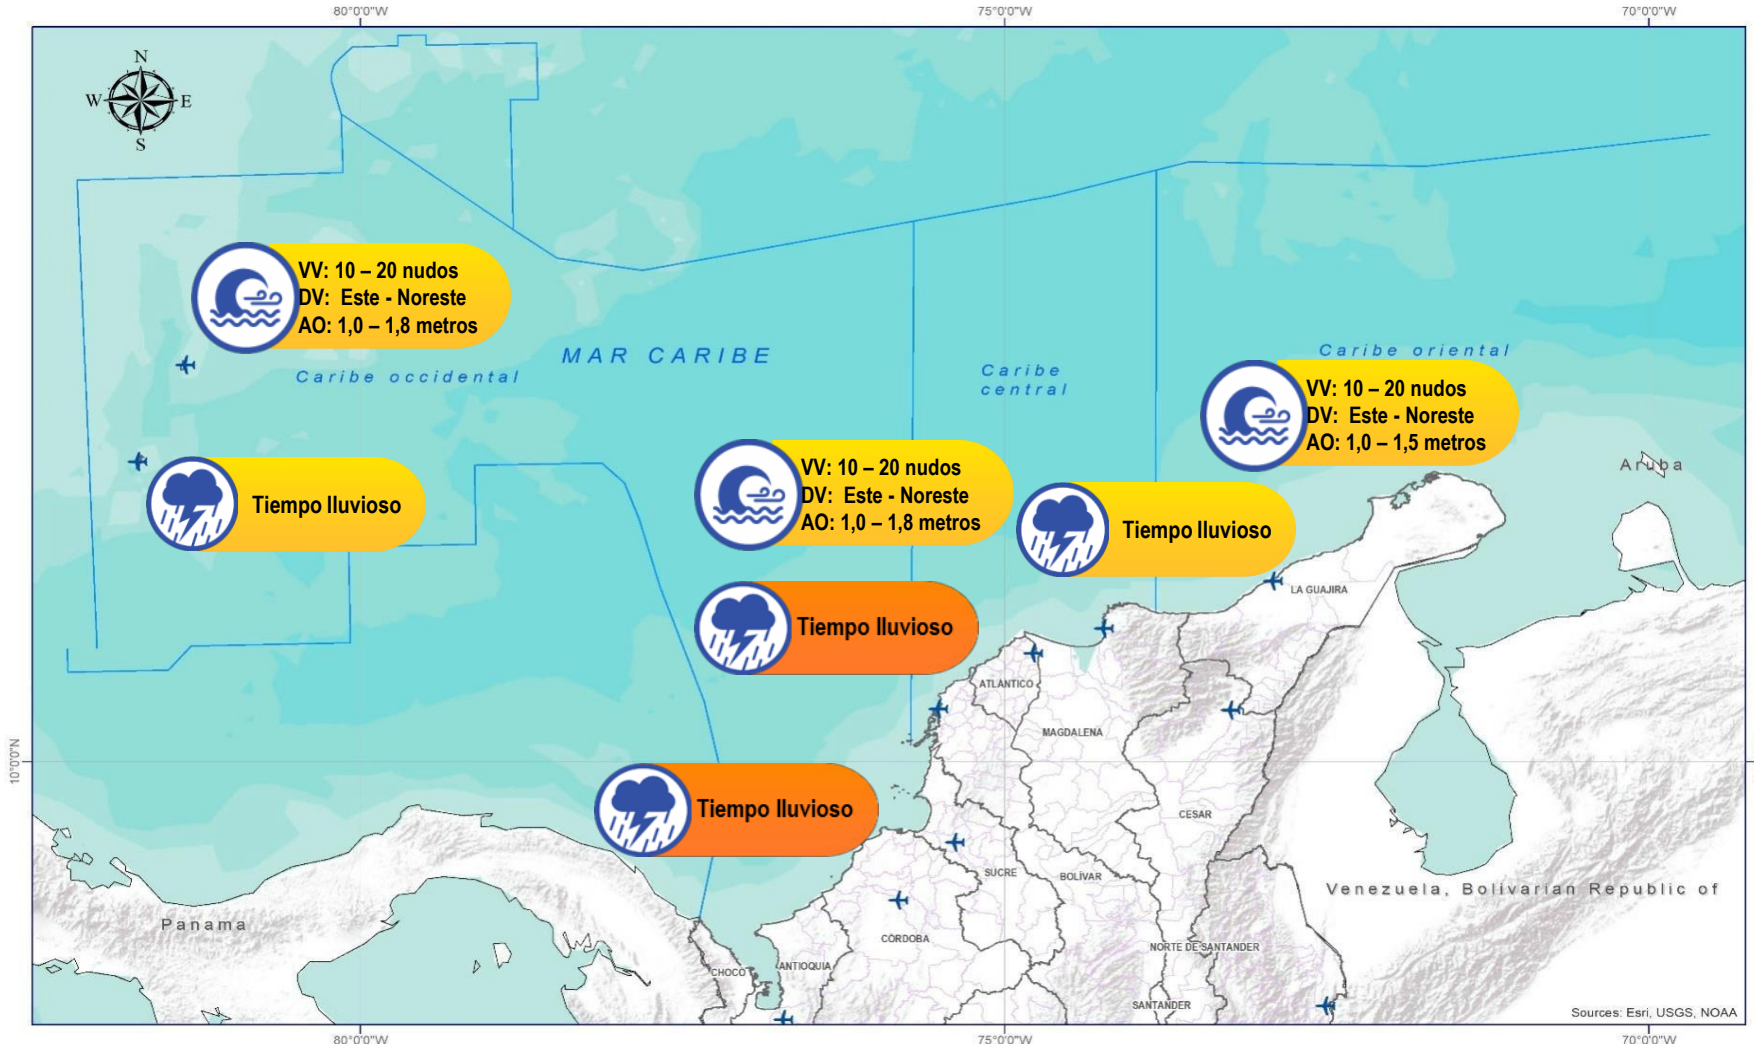 80°0'0"W
75°0'0"W
70°0'0"W
N
W
E
S
VV: 10 – 20 nudos
DV: Este - Noreste
AO: 1,0 – 1,8 metros
MAR CARIBE
Caribe occidental
Caribe
central
Caribe oriental
VV: 10 – 20 nudos
DV: Este - Noreste
AO: 1,0 – 1,5 metros
Aruba
VV: 10 – 20 nudos
DV: Este - Noreste
AO: 1,0 – 1,8 metros
Tiempo lluvioso
Tiempo lluvioso
LA GUAJIRA
Tiempo lluvioso
ATLÁNTICO
MAGDALENA
10°0'0"N
Tiempo lluvioso
CESAR
SUCRE
BOLÍVAR
Venezuela, Bolivarian Republic of
Panama
CÓRDOBA
NORTE DE SANTANDER
CHOCÓ
ANTIOQUIA
SANTANDER
Sources: Esri, USGS, NOAA
80°0'0"W
75°0'0"W
70°0'0"W